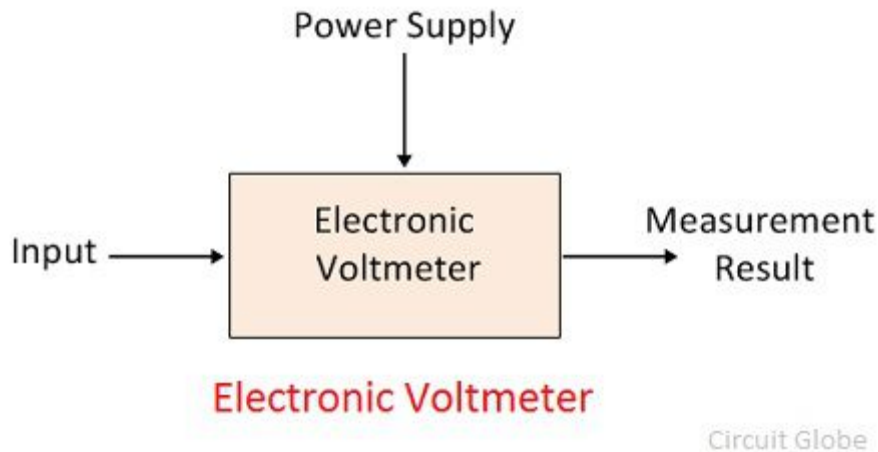 Power Supply
Input
Electronic
Voltmeter
Measurement
Result
Electronic Voltmeter
Circuit Globe